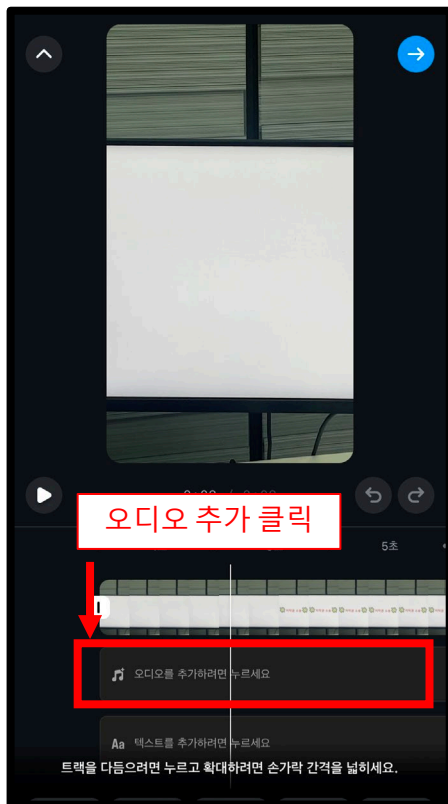 오디오 추가 클릭
5초
오디오를 추가하려면 누르세요
Aa 텍스트를 추가하려면 누르세요
트랙을 다듬으려면 누르고 확대하려면 손가락 간격을 넓히세요.